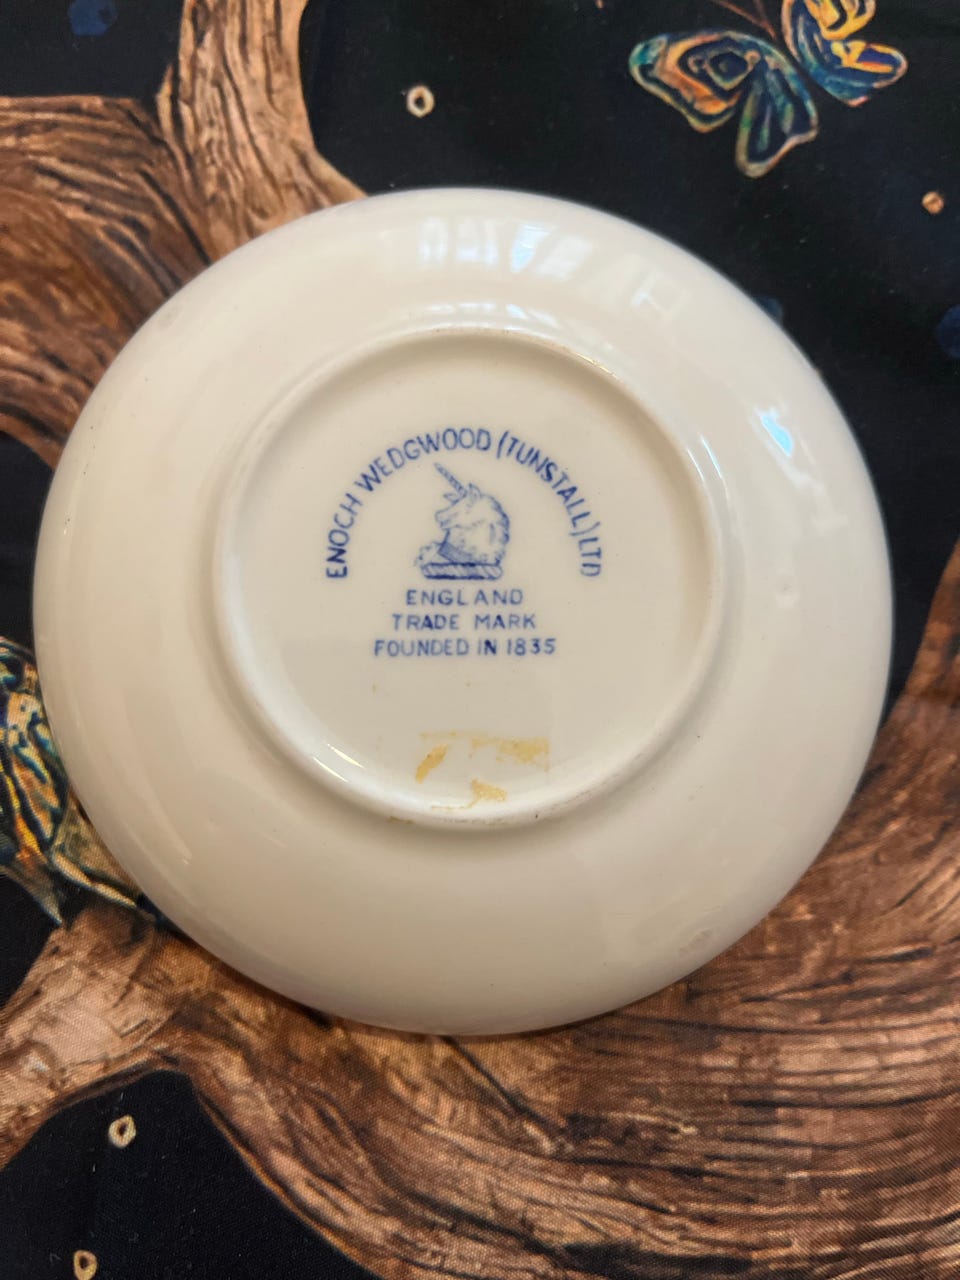 ENOCH WEDGWOOD (TUNSTALL) LTD
ENGLAND
TRADE MARK
FOUNDED IN 1835